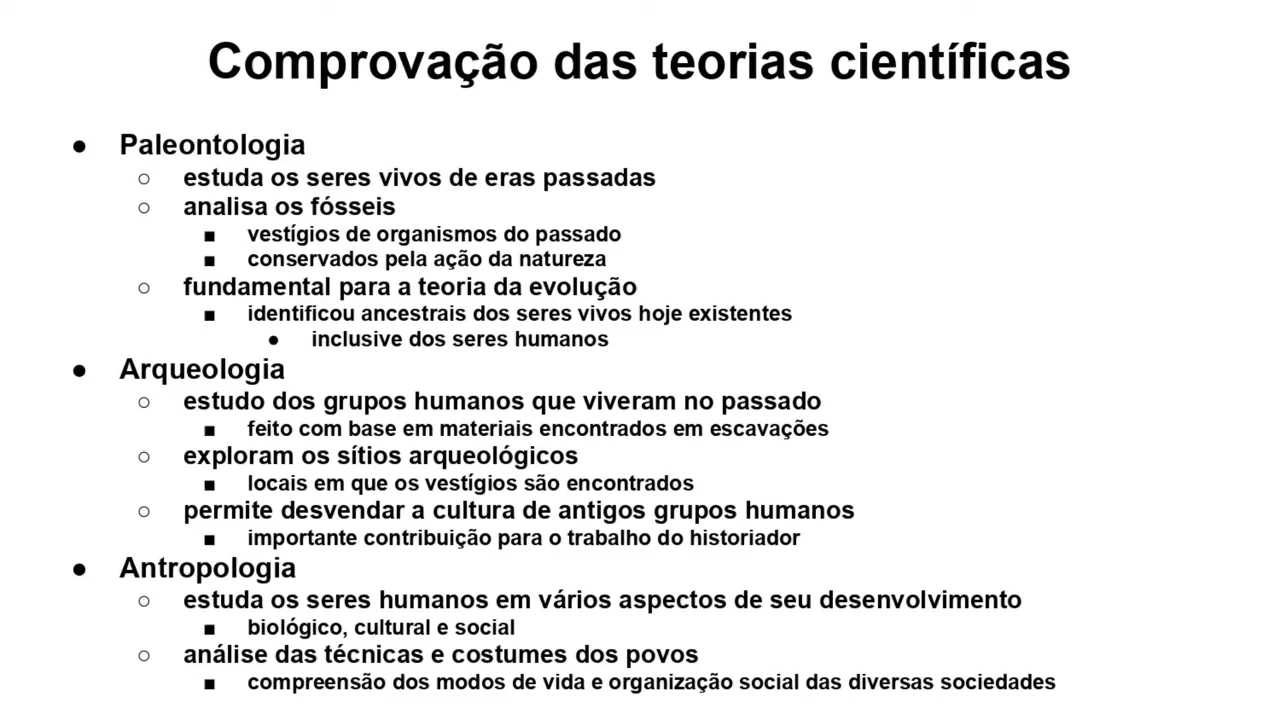 Comprovação das teorias científicas
● Paleontologia
○ estuda os seres vivos de eras passadas
○ analisa os fósseis
■ vestígios de organismos do passado
■ conservados pela ação da natureza
○ fundamental para a teoria da evolução
■ identificou ancestrais dos seres vivos hoje existentes
● inclusive dos seres humanos
● Arqueologia
○ estudo dos grupos humanos que viveram no passado
■ feito com base em materiais encontrados em escavações
○ exploram os sítios arqueológicos
■ locais em que os vestígios são encontrados
○ permite desvendar a cultura de antigos grupos humanos
■ importante contribuição para o trabalho do historiador
● Antropologia
○ estuda os seres humanos em vários aspectos de seu desenvolvimento
■ biológico, cultural e social
○ análise das técnicas e costumes dos povos
■ compreensão dos modos de vida e organização social das diversas sociedades